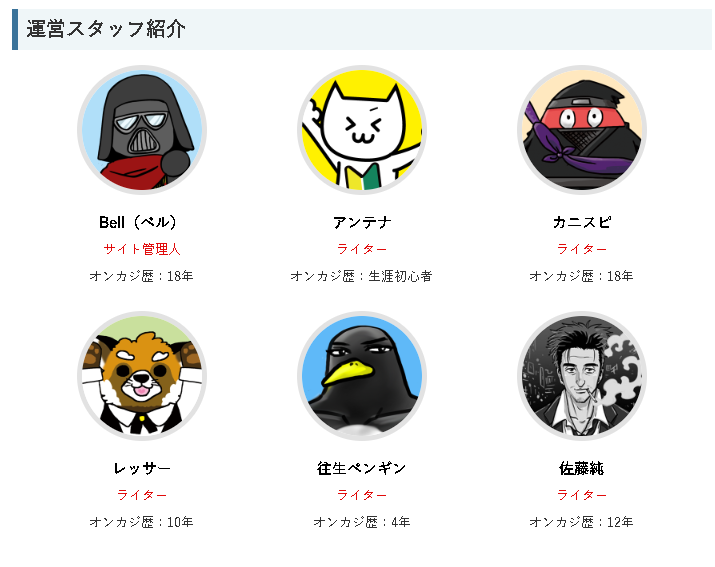 運営スタッフ紹介
Bell（ベル）
アンテナ
カニスピ
サイト管理人
ライター
ライター
オンカジ歴：18年
オンカジ歴：生涯初心者
オンカジ歴：18年
レッサー
往生ペンギン
佐藤純
ライター
ライター
ライター
オンカジ歴：10年
オンカジ歴：4年
オンカジ歴：12年